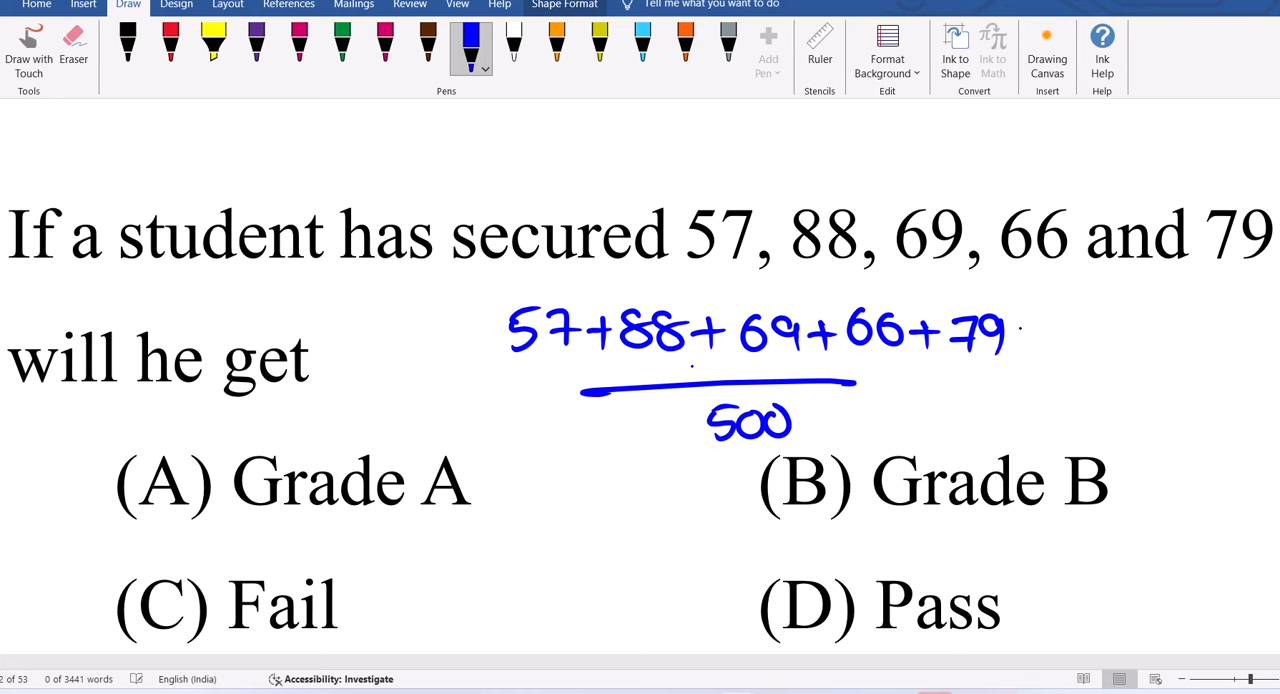 Home Insert Draw Design Layout References Mailings Review View Help Shape Format Tell me what you want to do
Draw with Touch Eraser Add Pen Ruler Format Background Ink to Shape Ink to Math Drawing Canvas Ink Help
Tools Pens Stencils Edit Convert Insert Help
If a student has secured 57, 88, 69, 66 and 79
57+88+69+66+79
will he get
500
(A) Grade A (B) Grade B
(C) Fail (D) Pass
2 of 53 0 of 3441 words English (India) Accessibility: Investigate